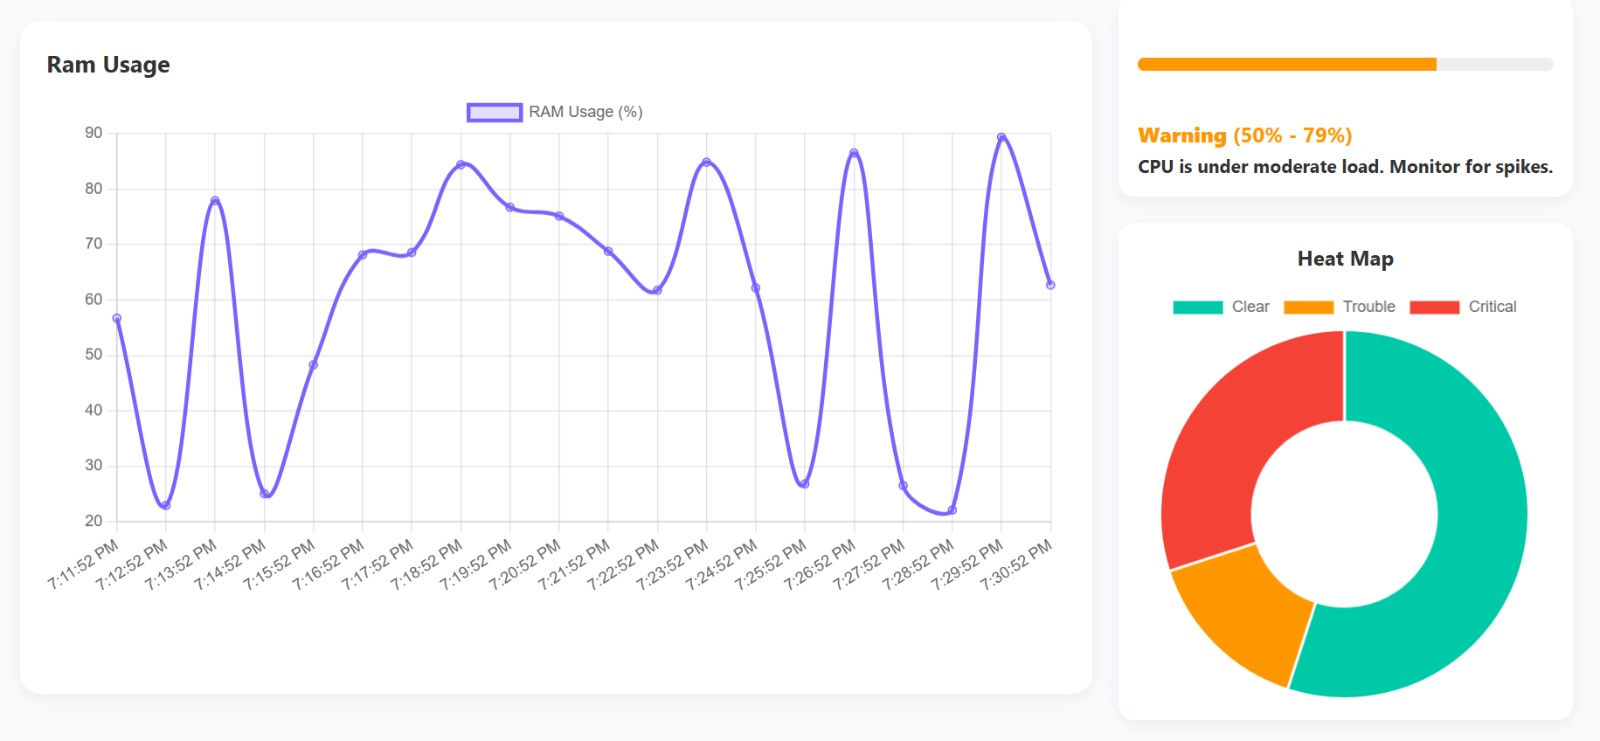 Ram Usage
RAM Usage (%)
90
80
70
60
50
40
30
20
7:11:52 PM
7:12:52 PM
7:13:52 PM
7:14:52 PM
7:15:52 PM
7:16:52 PM
7:17:52 PM
7:18:52 PM
7:19:52 PM
7:20:52 PM
7:21:52 PM
7:22:52 PM
7:23:52 PM
7:24:52 PM
7:25:52 PM
7:26:52 PM
7:27:52 PM
7:28:52 PM
7:29:52 PM
7:30:52 PM
Warning (50% - 79%)
CPU is under moderate load. Monitor for spikes.
Heat Map
Clear Trouble Critical